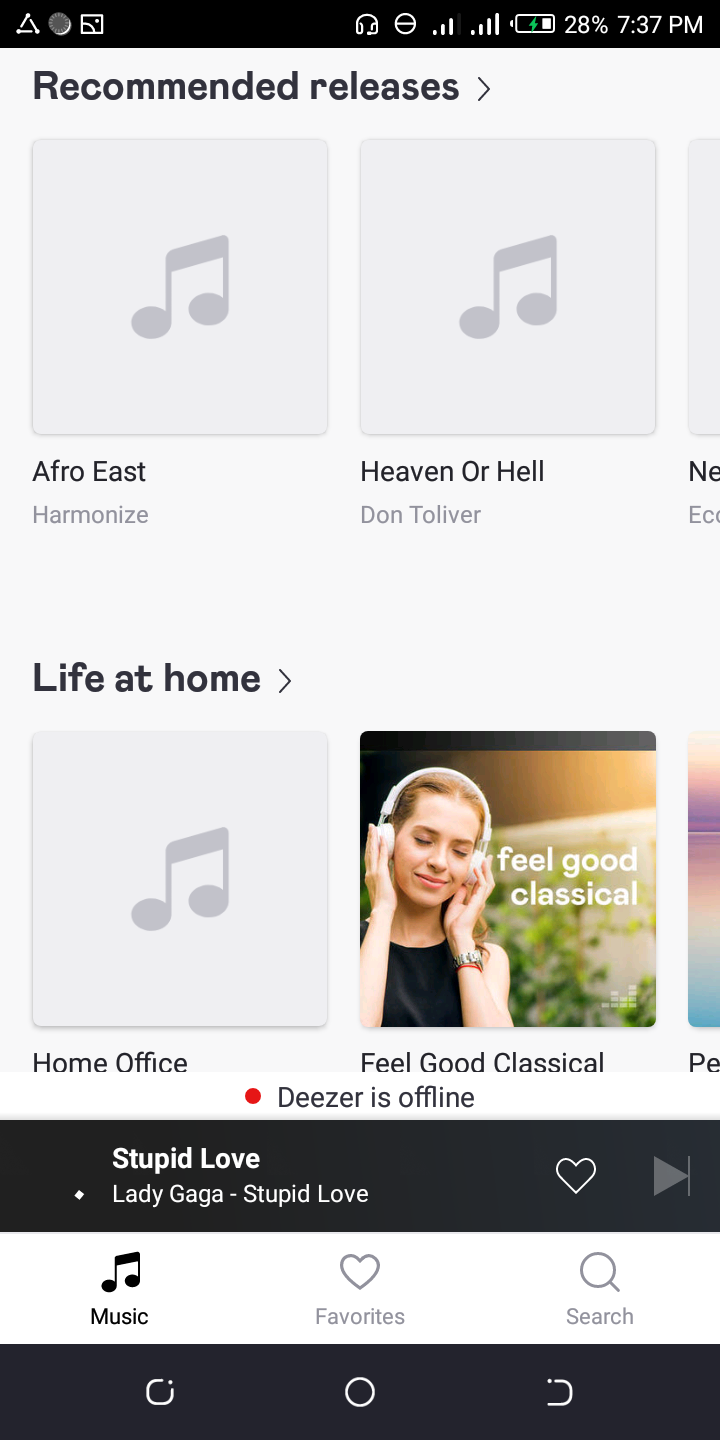 28% 7:37 PM
Recommended releases
Afro East
Heaven Or Hell
Ne
Harmonize
Don Toliver
Eco
Life at home
feel good
classical
Home Office
Feel Good Classical
Pe
Deezer is offline
Stupid Love
Lady Gaga - Stupid Love
Music
Favorites
Search